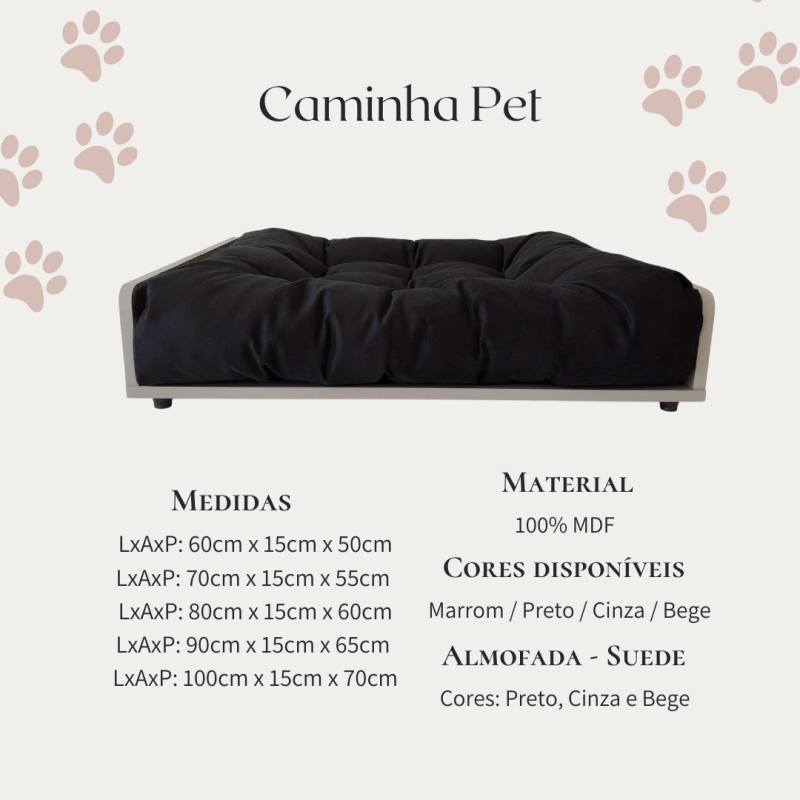 Caminha Pet
Medidas
LxAxP: 60cm x 15cm x 50cm
LxAxP: 70cm x 15cm x 55cm
LxAxP: 80cm x 15cm x 60cm
LxAxP: 90cm x 15cm x 65cm
LxAxP: 100cm x 15cm x 70cm
Material
100% MDF
Cores disponíveis
Marrom / Preto / Cinza / Bege
Almofada - Suede
Cores: Preto, Cinza e Bege